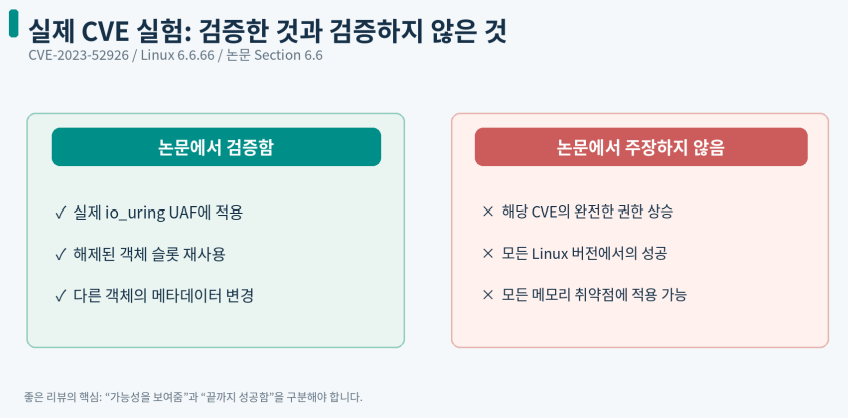 실제 CVE 실험: 검증한 것과 검증하지 않은 것
CVE-2023-52926 / Linux 6.6.66 / 논문 Section 6.6
논문에서 검증함
✓ 실제 io_uring UAF에 적용
✓ 해제된 객체 슬롯 재사용
✓ 다른 객체의 메타데이터 변경
논문에서 주장하지 않음
× 해당 CVE의 완전한 권한 상승
× 모든 Linux 버전에서의 성공
× 모든 메모리 취약점에 적용 가능
좋은 리뷰의 핵심: “가능성을 보여줌”과 “끝까지 성공함”을 구분해야 합니다.